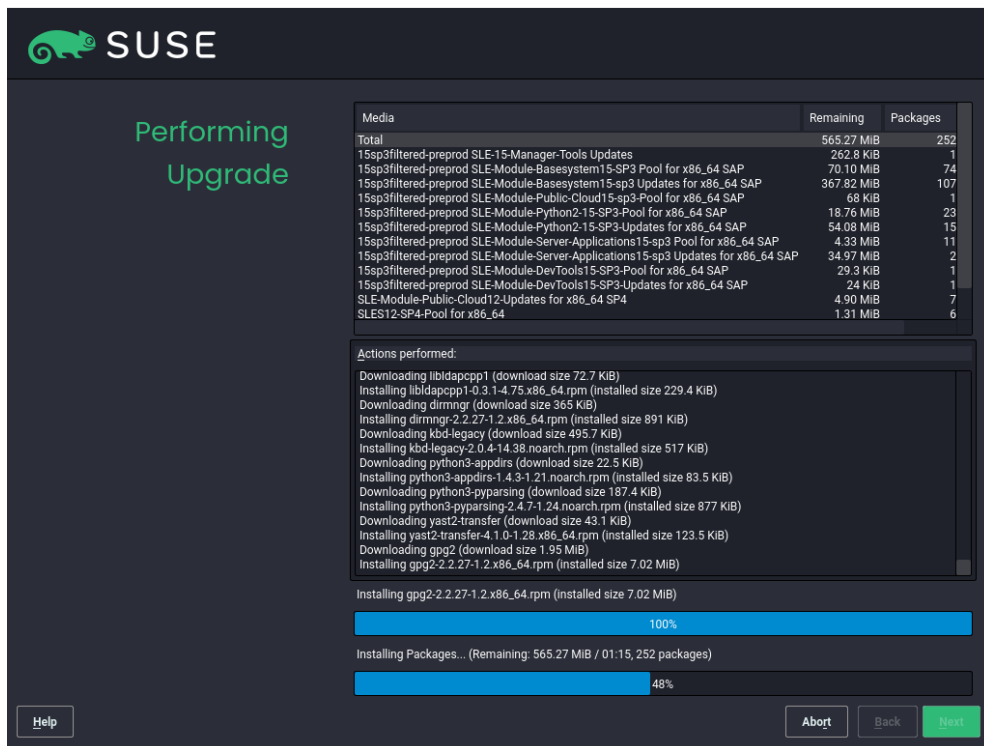 SUSE
Performing
Upgrade
Media Remaining Packages
Total 565.27 MiB 252
15sp3filtered-preprod SLE-15-Manager-Tools Updates 262.8 KiB 1
15sp3filtered-preprod SLE-Module-Basesystem15-SP3 Pool for x86_64 SAP 70.10 MiB 74
15sp3filtered-preprod SLE-Module-Basesystem15-sp3 Updates for x86_64 SAP 367.82 MiB 107
15sp3filtered-preprod SLE-Module-Public-Cloud15-sp3-Pool for x86_64 SAP 68 KiB 1
15sp3filtered-preprod SLE-Module-Python2-15-SP3-Pool for x86_64 SAP 18.76 MiB 23
15sp3filtered-preprod SLE-Module-Python2-15-SP3-Updates for x86_64 SAP 54.08 MiB 15
15sp3filtered-preprod SLE-Module-Server-Applications15-sp3 Pool for x86_64 SAP 4.33 MiB 11
15sp3filtered-preprod SLE-Module-Server-Applications15-sp3 Updates for x86_64 SAP 34.97 MiB 2
15sp3filtered-preprod SLE-Module-DevTools15-SP3-Pool for x86_64 SAP 29.3 KiB 1
15sp3filtered-preprod SLE-Module-DevTools15-SP3-Updates for x86_64 SAP 24 KiB 1
SLE-Module-Public-Cloud12-Updates for x86_64 SP4 4.90 MiB 7
SLES12-SP4-Pool for x86_64 1.31 MiB 6
Actions performed:
Downloading libldapcpp1 (download size 72.7 KiB)
Installing libldapcpp1-0.3.1-4.75.x86_64.rpm (installed size 229.4 KiB)
Downloading dirmngr (download size 365 KiB)
Installing dirmngr-2.2.27-1.2.x86_64.rpm (installed size 891 KiB)
Downloading kbd-legacy (download size 495.7 KiB)
Installing kbd-legacy-2.0.4-14.38.noarch.rpm (installed size 517 KiB)
Downloading python3-appdirs (download size 22.5 KiB)
Installing python3-appdirs-1.4.3-1.21.noarch.rpm (installed size 83.5 KiB)
Downloading python3-pyparsing (download size 187.4 KiB)
Installing python3-pyparsing-2.4.7-1.24.noarch.rpm (installed size 877 KiB)
Downloading yast2-transfer (download size 43.1 KiB)
Installing yast2-transfer-4.1.0-1.28.x86_64.rpm (installed size 123.5 KiB)
Downloading gpg2 (download size 1.95 MiB)
Installing gpg2-2.2.27-1.2.x86_64.rpm (installed size 7.02 MiB)
Installing gpg2-2.2.27-1.2.x86_64.rpm (installed size 7.02 MiB)
100%
Installing Packages... (Remaining: 565.27 MiB / 01:15, 252 packages)
48%
Help Abort Back Next